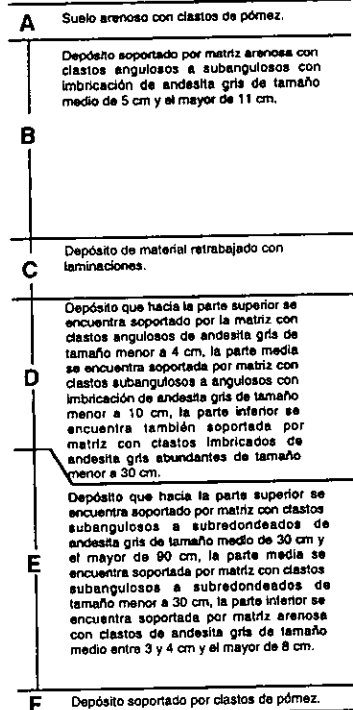 A Suelo arenoso con clastos de pómez.
Depósito soportado por matriz arenosa con
clastos angulosos a subangulosos con
imbricación de andesita gris de tamaño
medio de 5 cm y el mayor de 11 cm.
B
Depósito de material retrabajado con
laminaciones.
C
Depósito que hacia la parte superior se
encuentra soportado por la matriz con
clastos angulosos de andesita gris de
tamaño menor a 4 cm, la parte media
se encuentra soportada por matriz con
clastos subangulosos a angulosos con
imbricación de andesita gris de tamaño
menor a 10 cm, la parte inferior se
encuentra también soportada por
matriz con clastos imbricados de
andesita gris abundantes de tamaño
menor a 30 cm.
D
Depósito que hacia la parte superior se
encuentra soportado por matriz con clastos
subangulosos a subredondeados de
andesita gris de tamaño medio de 30 cm y
el mayor de 90 cm, la parte media se
encuentra soportada por matriz con clastos
subangulosos a subredondeados de
tamaño menor a 30 cm, la parte inferior se
encuentra soportada por matriz arenosa
con clastos de andesita gris de tamaño
medio entre 3 y 4 cm y el mayor de 8 cm.
E
F Depósito soportado por clastos de pómez.